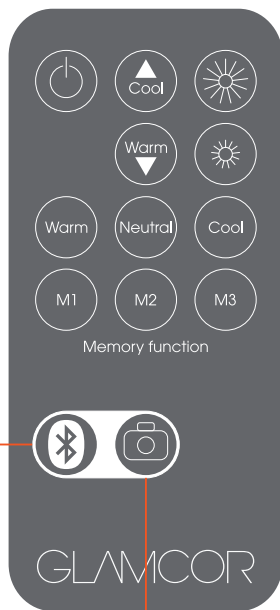 Cool
Warm
Warm Neutral Cool
M1 M2 M3
Memory function
GLAMCOR